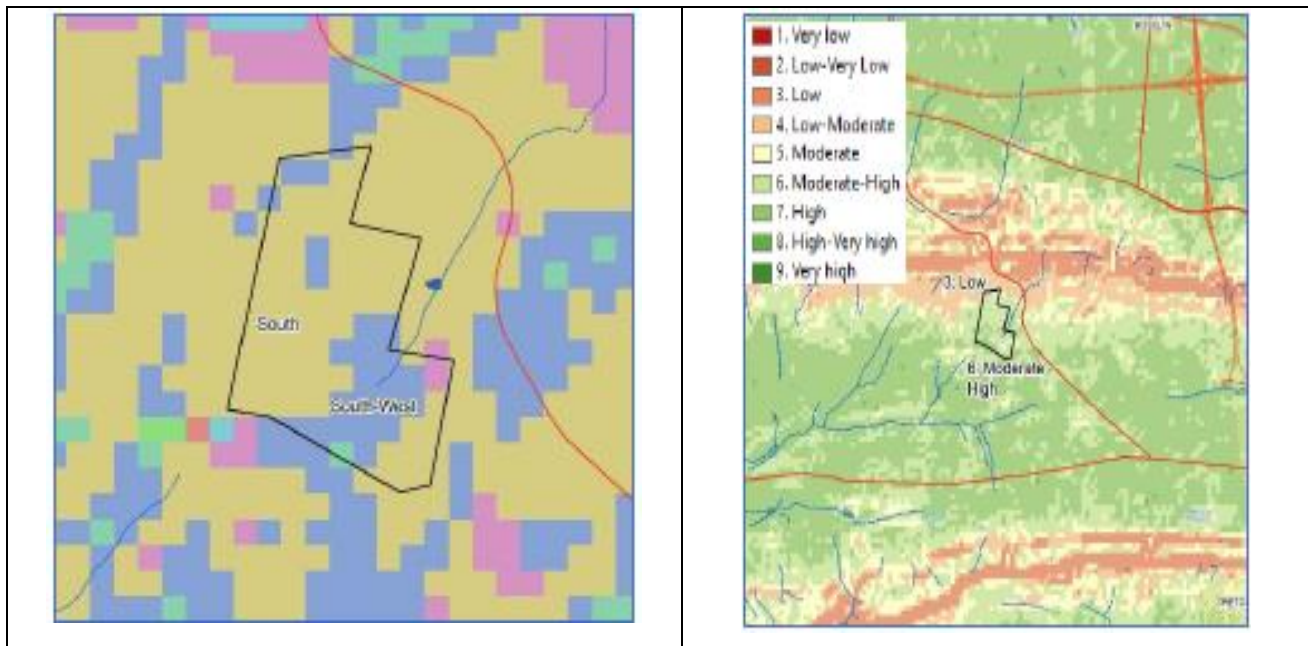 South
South-West
1. Very low
2. Low-Very Low
3. Low
4. Low-Moderate
5. Moderate
6. Moderate-High
7. High
8. High-Very high
9. Very high
3. Low
6. Moderate
High